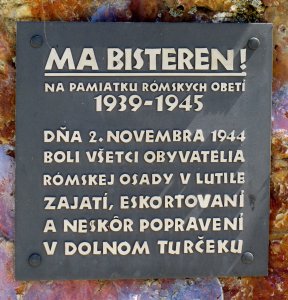 MA BISTEREN!
NA PAMIATKU RÓMSKYCH OBETÍ
1939-1945
DŇA 2. NOVEMBRA 1944
BOLI VŠETCI OBYVATELIA
RÓMSKEJ OSADY V LUTILE
ZAJATÍ, ESKORTOVANÍ
A NESKÔR POPRAVENÍ
V DOLNOM TURČEKU